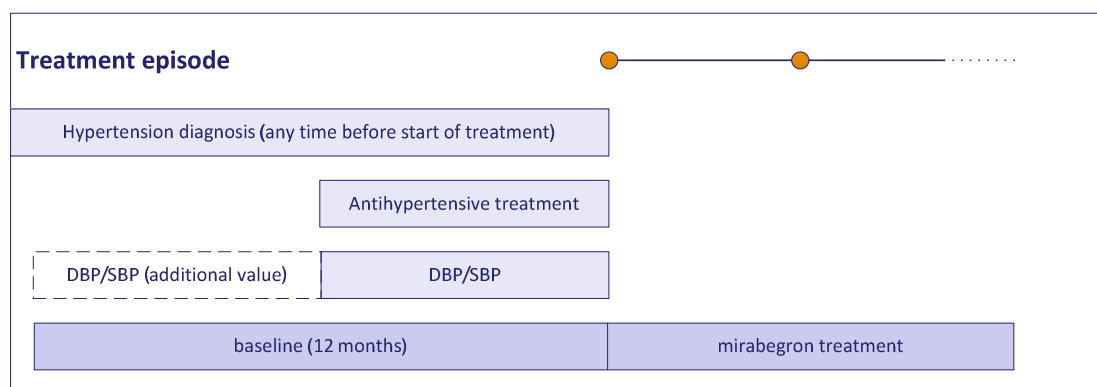 Treatment episode
Hypertension diagnosis (any time before start of treatment)
Antihypertensive treatment
DBP/SBP (additional value)
DBP/SBP
baseline (12 months)
mirabegron treatment